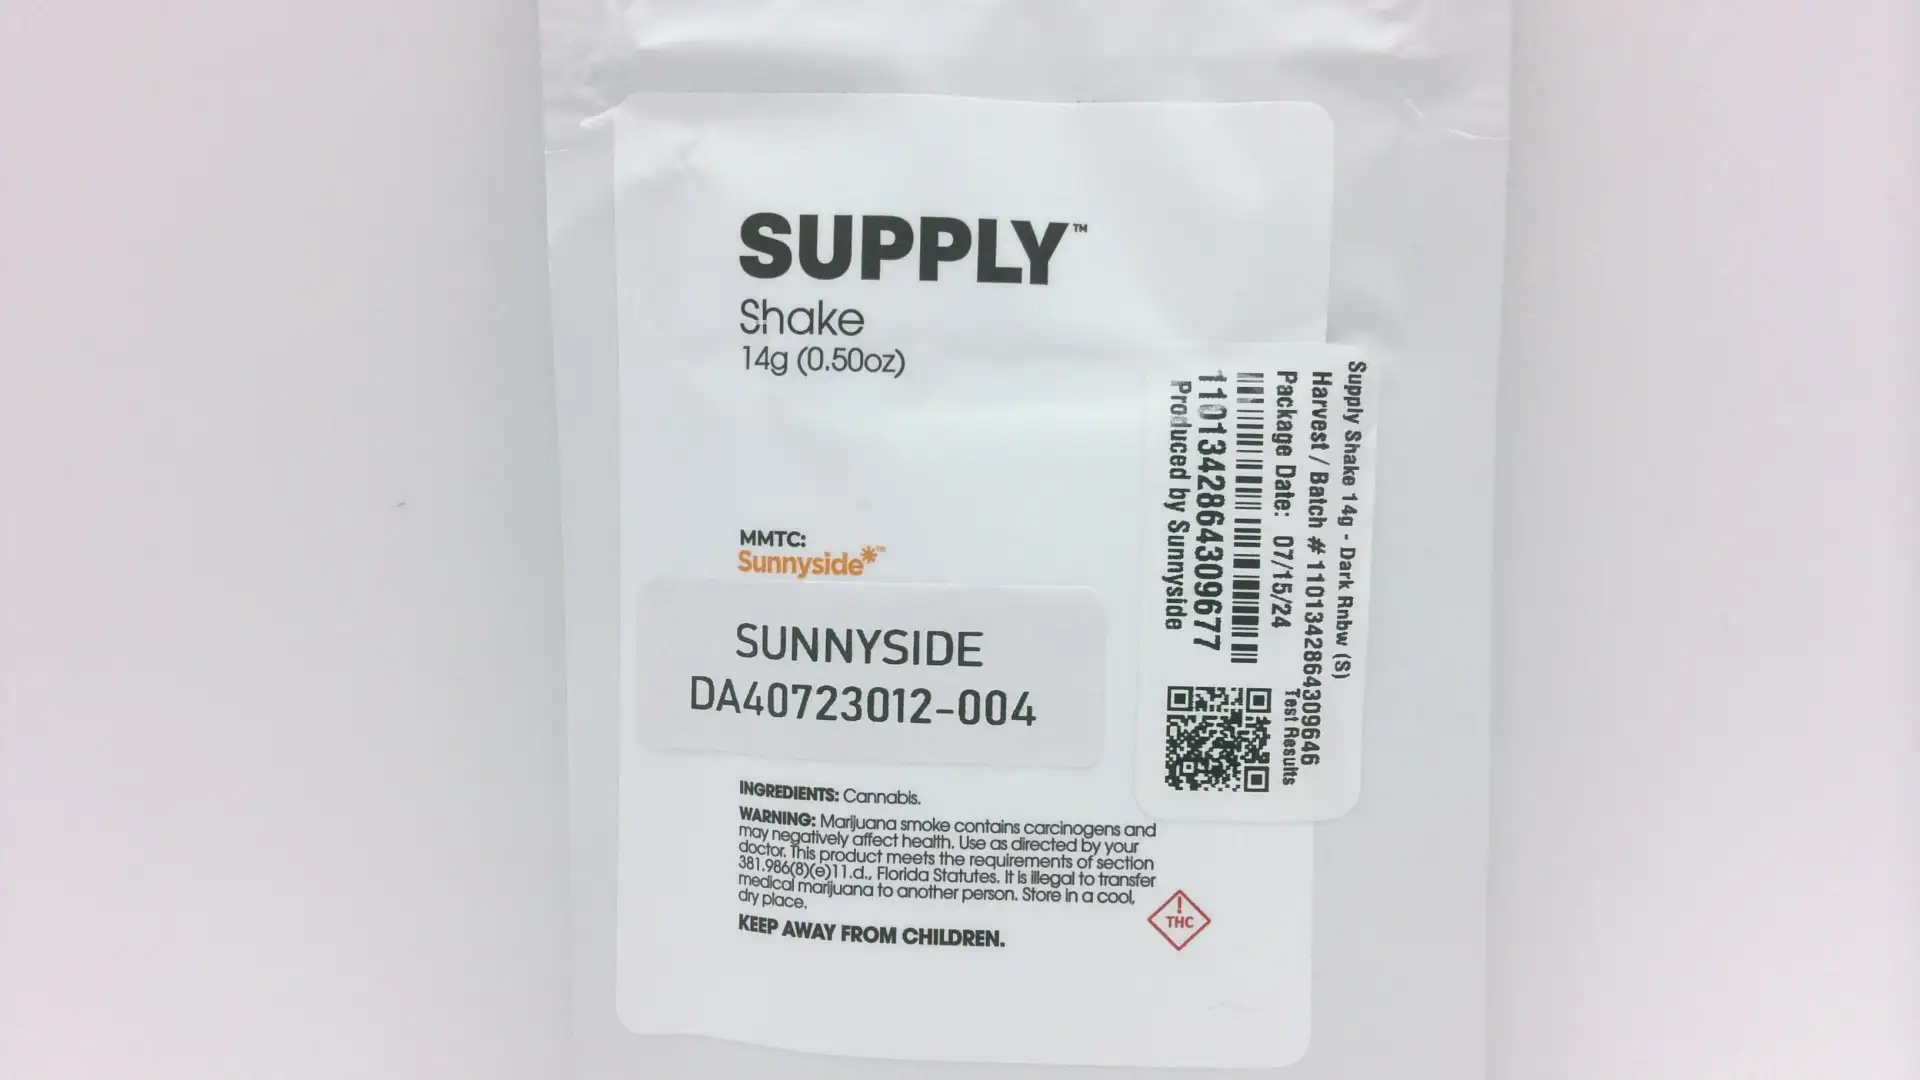 SUPPLY™
Shake
14g (0.50oz)
MMTC:
Sunnyside™
SUNNYSIDE
DA40723012-004
INGREDIENTS: Cannabis.
WARNING: Marijuana smoke contains carcinogens and
may negatively affect health. Use as directed by your
doctor. This product meets the requirements of section
381.986(8)(e)11.d., Florida Statutes. It is illegal to transfer
medical marijuana to another person. Store in a cool,
dry place.
KEEP AWAY FROM CHILDREN.
!
THC
Supply Shake 14g - Dark Rnbw (S)
Harvest / Batch # 1101342864309646
Package Date: 07/15/24
Test Results
1101342864309677
Produced by Sunnyside